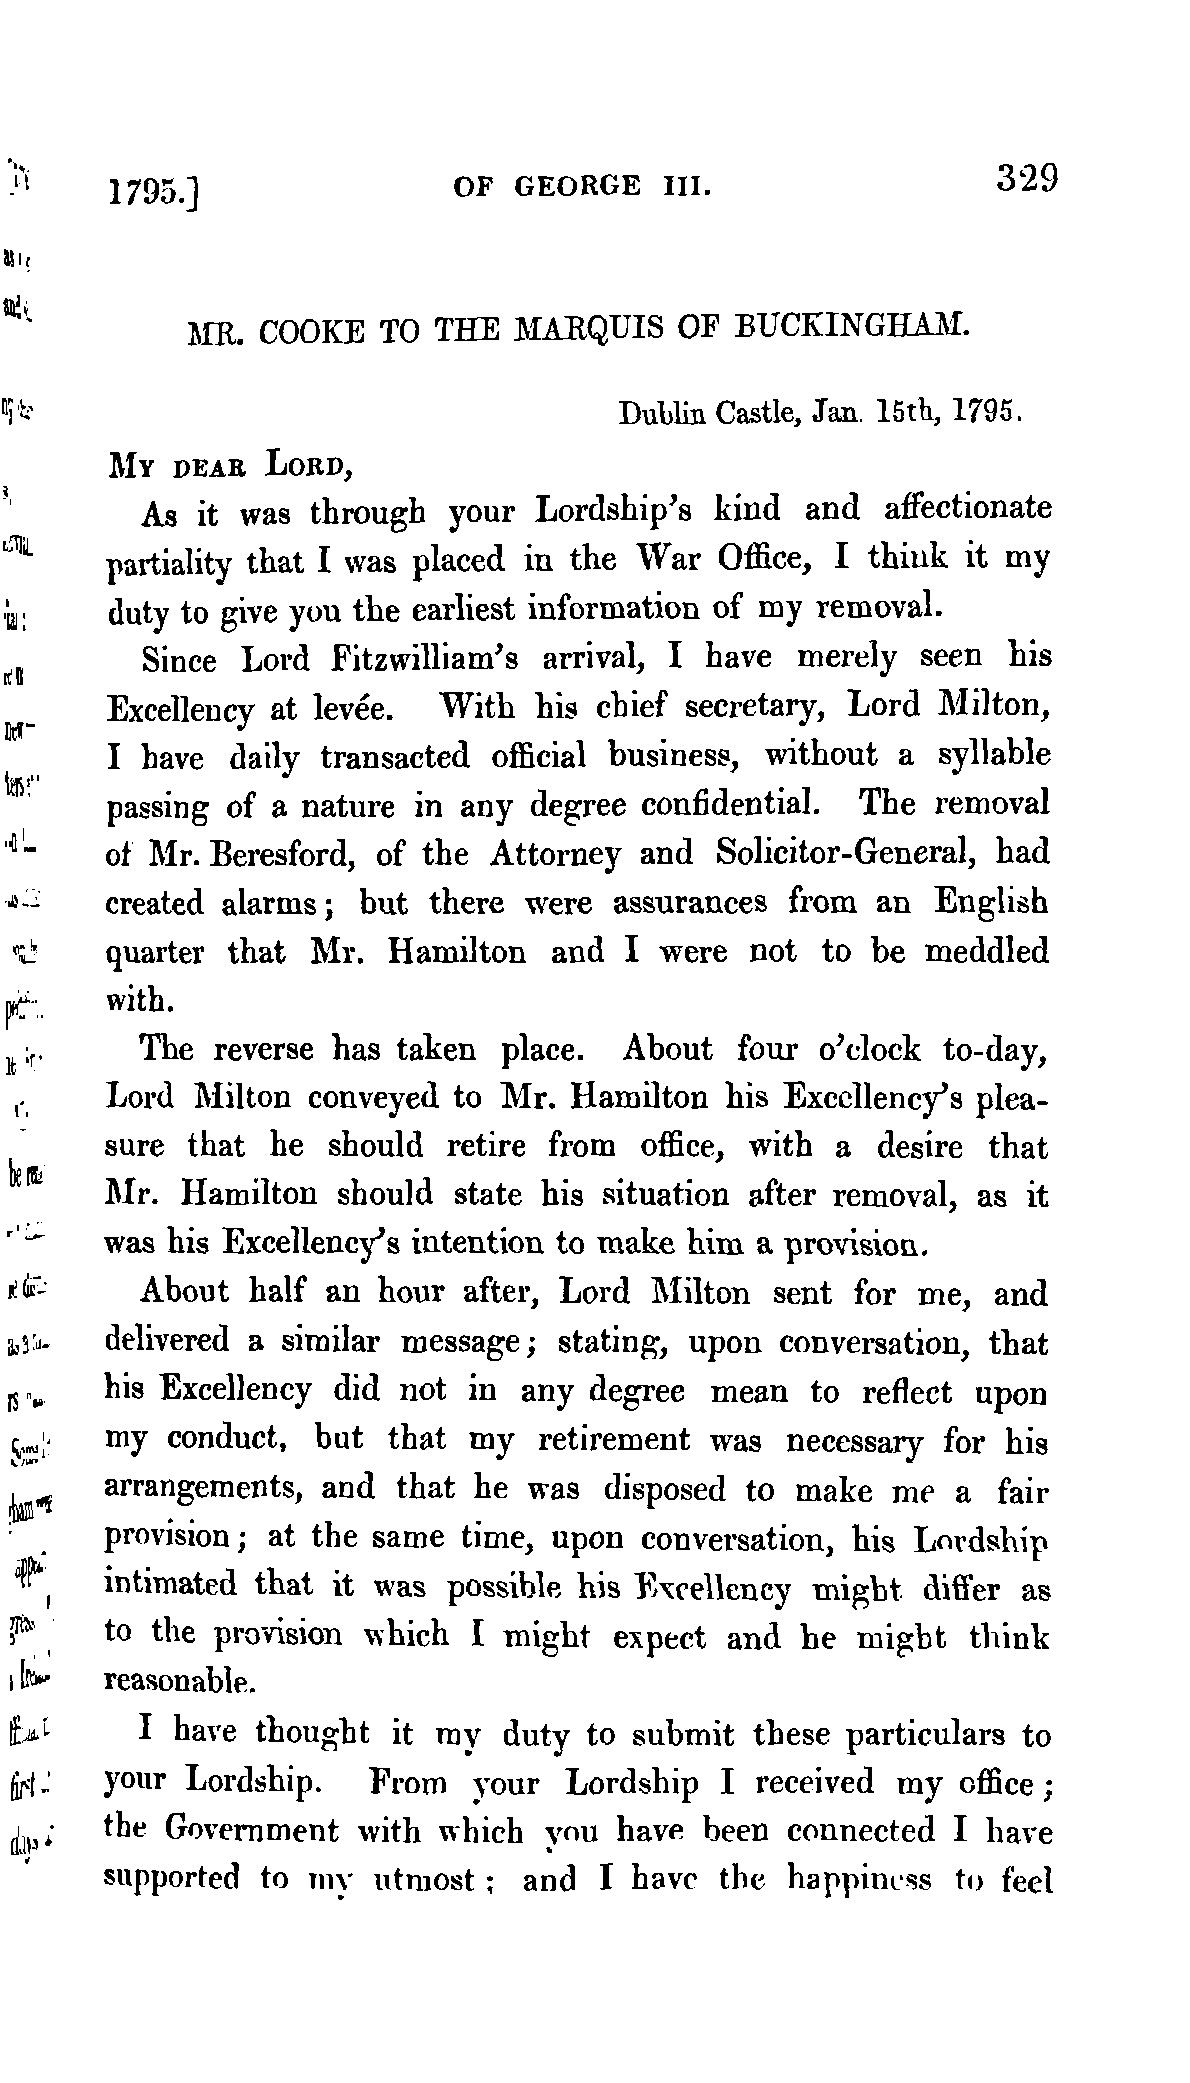 1795.] OF GEORGE III. 329
MR. COOKE TO THE MARQUIS OF BUCKINGHAM.
Dublin Castle, Jan. 15th, 1795.
MY DEAR LORD,
As it was through your Lordship's kind and affectionate
partiality that I was placed in the War Office, I think it my
duty to give you the earliest information of my removal.
Since Lord Fitzwilliam's arrival, I have merely seen his
Excellency at levée. With his chief secretary, Lord Milton,
I have daily transacted official business, without a syllable
passing of a nature in any degree confidential. The removal
of Mr. Beresford, of the Attorney and Solicitor-General, had
created alarms; but there were assurances from an English
quarter that Mr. Hamilton and I were not to be meddled
with.
The reverse has taken place. About four o'clock to-day,
Lord Milton conveyed to Mr. Hamilton his Excellency's plea-
sure that he should retire from office, with a desire that
Mr. Hamilton should state his situation after removal, as it
was his Excellency's intention to make him a provision.
About half an hour after, Lord Milton sent for me, and
delivered a similar message; stating, upon conversation, that
his Excellency did not in any degree mean to reflect upon
my conduct, but that my retirement was necessary for his
arrangements, and that he was disposed to make me a fair
provision; at the same time, upon conversation, his Lordship
intimated that it was possible his Excellency might differ as
to the provision which I might expect and he might think
reasonable.
I have thought it my duty to submit these particulars to
your Lordship. From your Lordship I received my office;
the Government with which you have been connected I have
supported to my utmost; and I have the happiness to feel